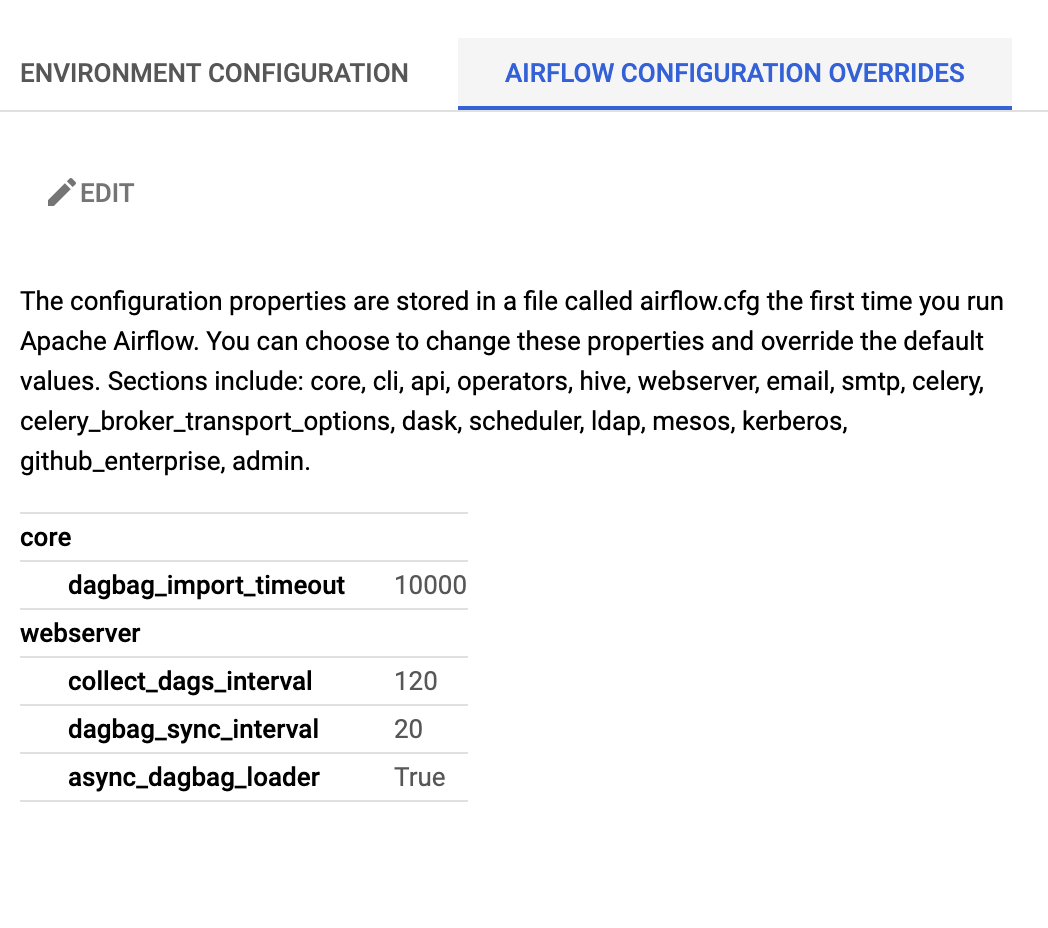 ENVIRONMENT CONFIGURATION
AIRFLOW CONFIGURATION OVERRIDES
EDIT
The configuration properties are stored in a file called airflow.cfg the first time you run
Apache Airflow. You can choose to change these properties and override the default
values. Sections include: core, cli, api, operators, hive, webserver, email, smtp, celery,
celery_broker_transport_options, dask, scheduler, ldap, mesos, kerberos,
github_enterprise, admin.
core
dagbag_import_timeout 10000
webserver
collect_dags_interval 120
dagbag_sync_interval 20
async_dagbag_loader True